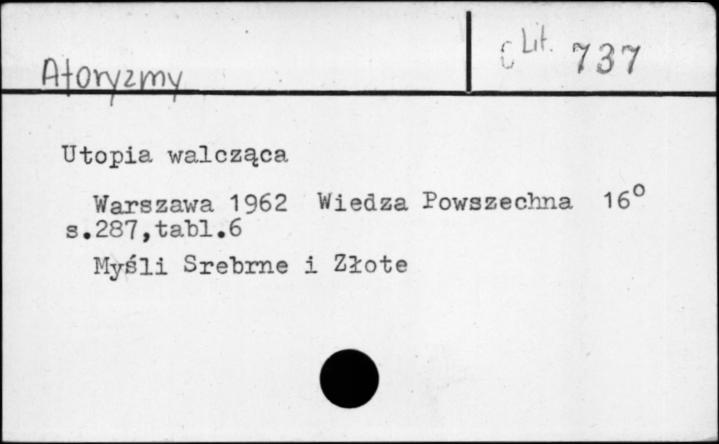 Aforyzmy
C Lit. 737
Utopia walcząca
Warszawa 1962 Wiedza Powszechna 16°
s.287,tabl.6
Myśli Srebrne i Złote